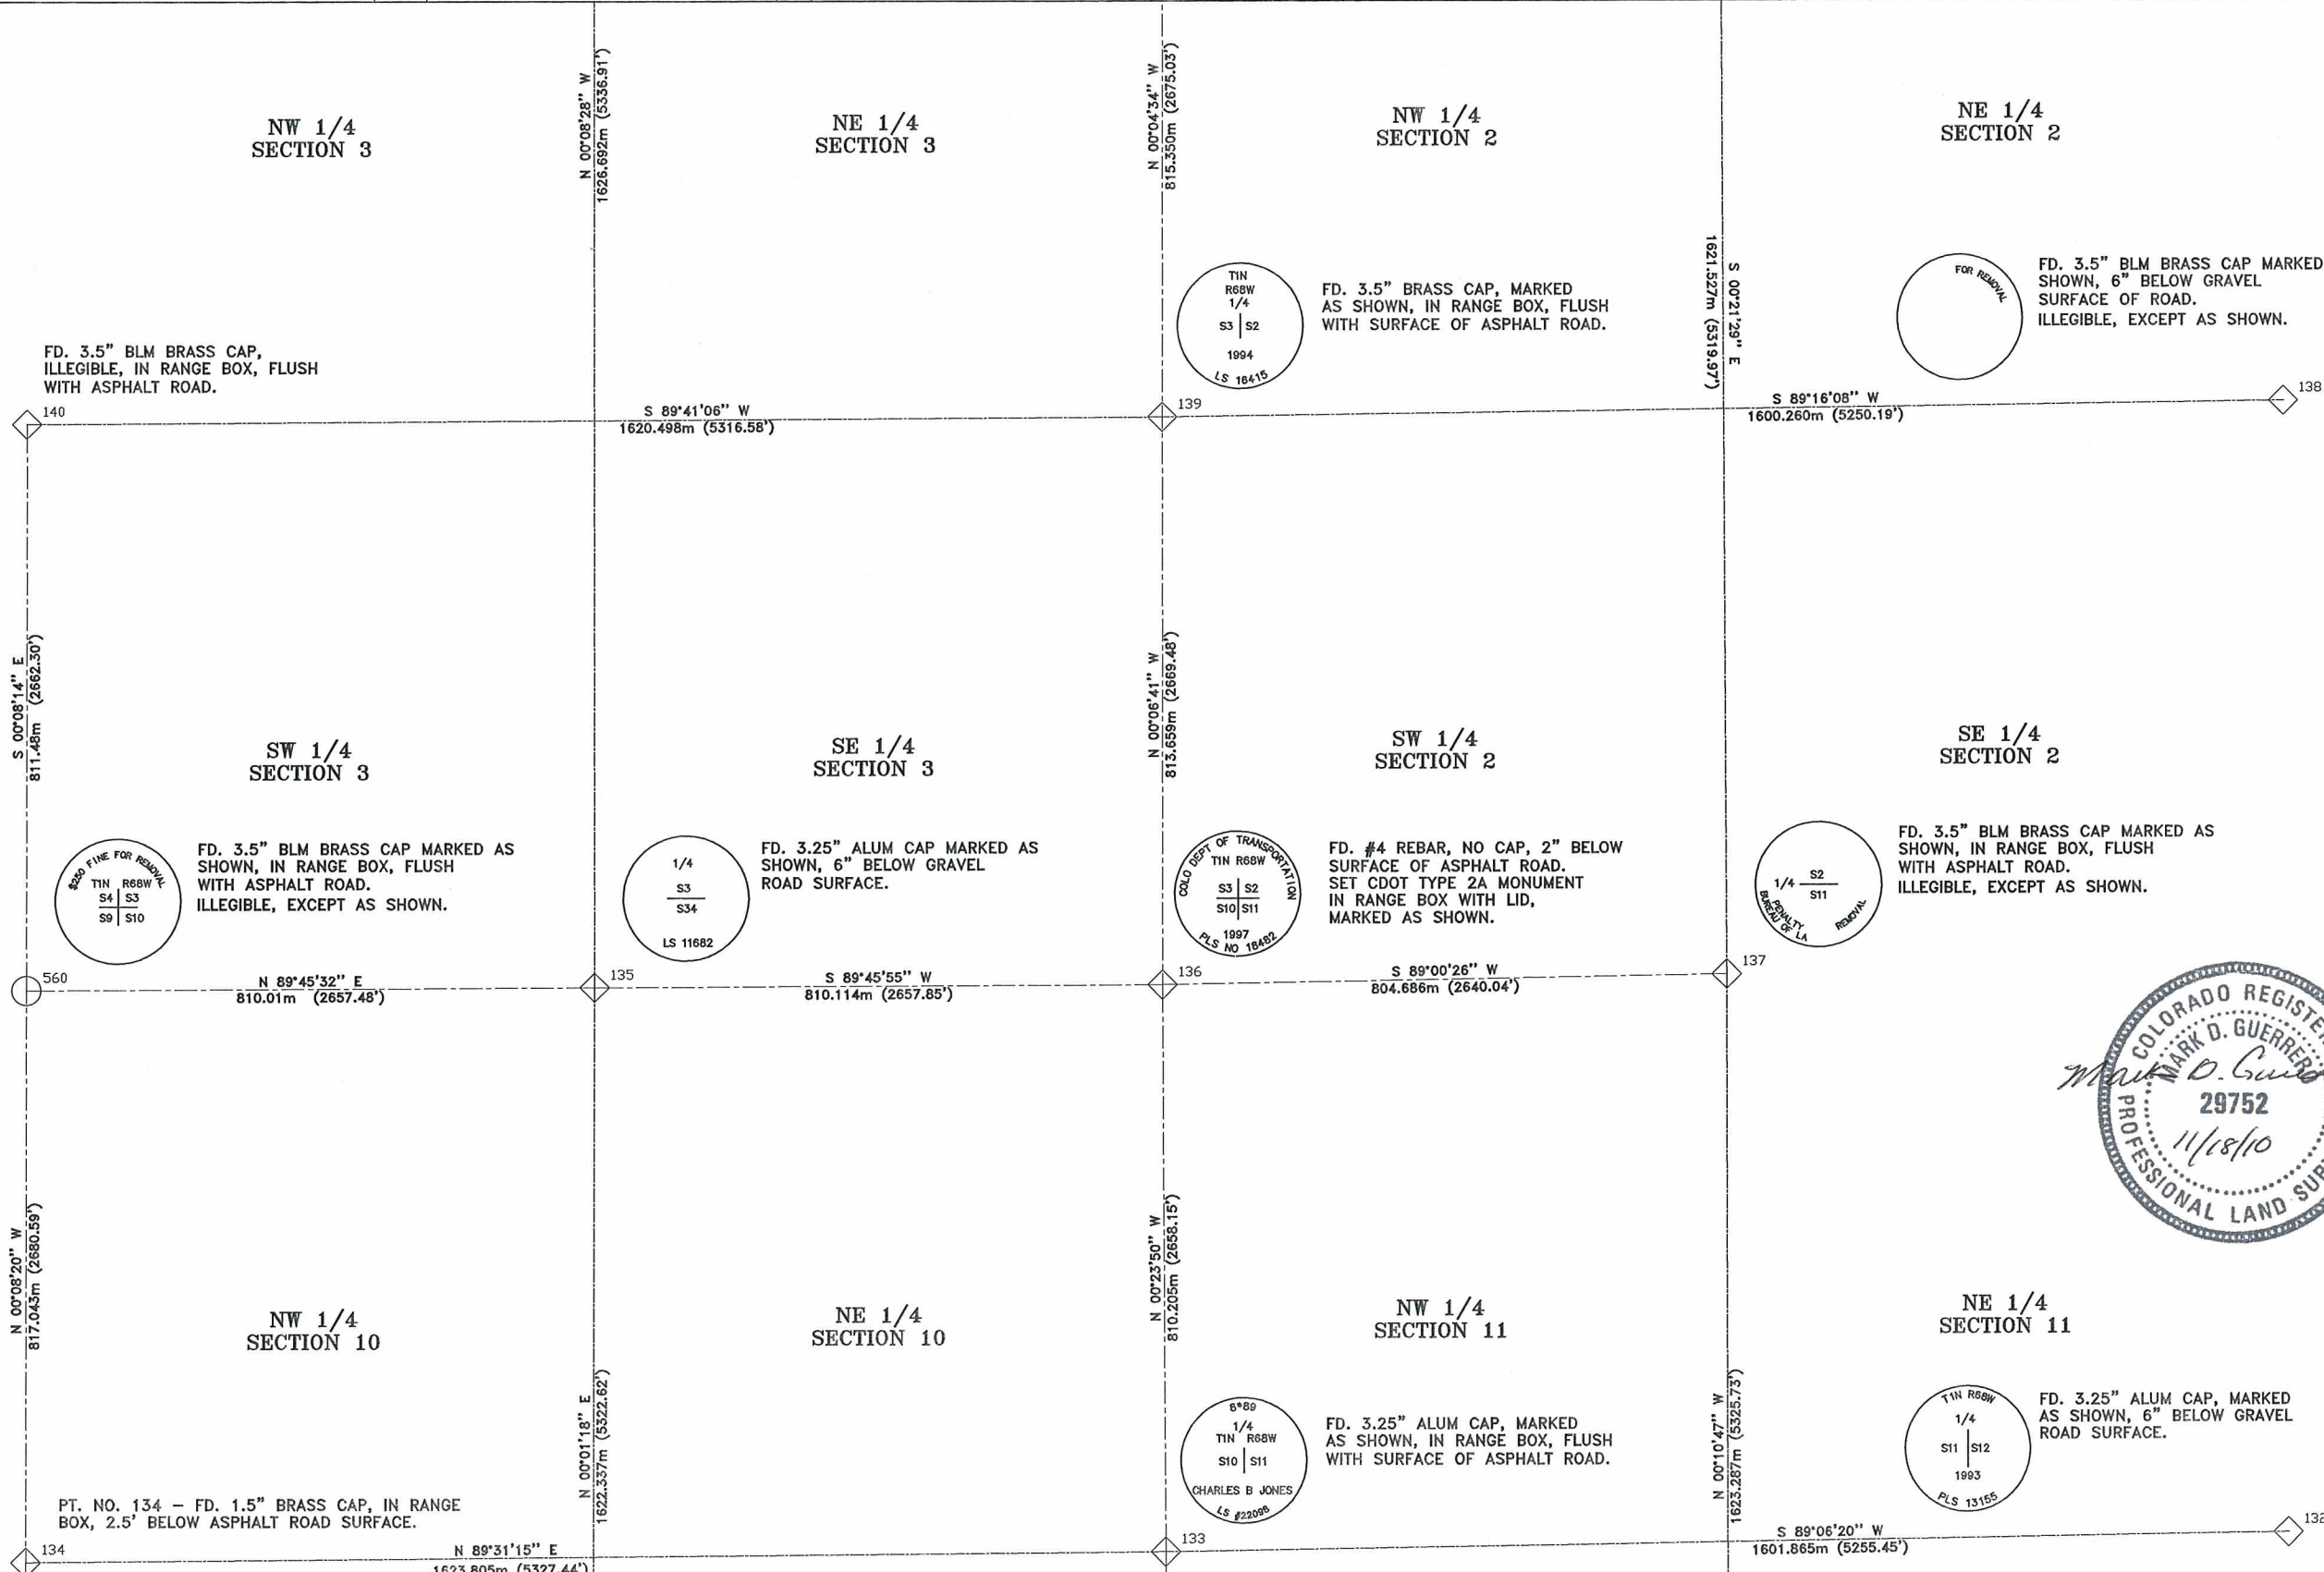 NW 1/4
SECTION 3
N 00°08'28" W
1626.692m (5336.91')
NE 1/4
SECTION 3
N 00°04'34" W
815.350m (2675.03')
NW 1/4
SECTION 2
NE 1/4
SECTION 2
FD. 3.5" BLM BRASS CAP,
ILLEGIBLE, IN RANGE BOX, FLUSH
WITH ASPHALT ROAD.
T1N
R68W
1/4
S3 S2
1994
LS 16415
FD. 3.5" BRASS CAP, MARKED
AS SHOWN, IN RANGE BOX, FLUSH
WITH SURFACE OF ASPHALT ROAD.
S 00°21'29" E
1621.527m (5319.97')
FOR REMOVAL
FD. 3.5" BLM BRASS CAP MARKED
SHOWN, 6" BELOW GRAVEL
SURFACE OF ROAD.
ILLEGIBLE, EXCEPT AS SHOWN.
140
S 89°41'06" W
1620.498m (5316.58')
139
S 89°16'08" W
1600.260m (5250.19')
138
S 00°08'14" E
811.48m (2662.30')
SW 1/4
SECTION 3
SE 1/4
SECTION 3
N 00°06'41" W
813.659m (2669.48')
SW 1/4
SECTION 2
SE 1/4
SECTION 2
$250 FINE FOR REMOVAL
T1N R68W
S4 S3
S9 S10
FD. 3.5" BLM BRASS CAP MARKED AS
SHOWN, IN RANGE BOX, FLUSH
WITH ASPHALT ROAD.
ILLEGIBLE, EXCEPT AS SHOWN.
1/4
S3
S34
LS 11682
FD. 3.25" ALUM CAP MARKED AS
SHOWN, 6" BELOW GRAVEL
ROAD SURFACE.
COLO DEPT OF TRANSPORTATION
T1N R68W
S3 S2
S10 S11
1997
PLS NO 18482
FD. #4 REBAR, NO CAP, 2" BELOW
SURFACE OF ASPHALT ROAD.
SET CDOT TYPE 2A MONUMENT
IN RANGE BOX WITH LID,
MARKED AS SHOWN.
1/4
S2
S11
PENALTY REMOVAL
BUREAU OF LA
FD. 3.5" BLM BRASS CAP MARKED AS
SHOWN, IN RANGE BOX, FLUSH
WITH ASPHALT ROAD.
ILLEGIBLE, EXCEPT AS SHOWN.
560
N 89°45'32" E
810.01m (2657.48')
135
S 89°45'55" W
810.114m (2657.85')
136
S 89°00'26" W
804.686m (2640.04')
137
COLORADO REGISTE
MARK D. GUERRERO
Mark D.
29752
11/18/10
PROFESSIONAL LAND SUR
N 00°08'20" W
817.043m (2680.59')
NW 1/4
SECTION 10
N 00°01'18" E
1622.337m (5322.62')
NE 1/4
SECTION 10
N 00°23'50" W
810.205m (2658.15')
NW 1/4
SECTION 11
N 00°10'47" W
1623.287m (5325.73')
NE 1/4
SECTION 11
8*89
1/4
T1N R68W
S10 S11
CHARLES B JONES
LS #22098
FD. 3.25" ALUM CAP, MARKED
AS SHOWN, IN RANGE BOX, FLUSH
WITH SURFACE OF ASPHALT ROAD.
T1N R68W
1/4
S11 S12
1993
PLS 13155
FD. 3.25" ALUM CAP, MARKED
AS SHOWN, 6" BELOW GRAVEL
ROAD SURFACE.
PT. NO. 134 – FD. 1.5" BRASS CAP, IN RANGE
BOX, 2.5' BELOW ASPHALT ROAD SURFACE.
134
N 89°31'15" E
1623.805m (5327.44')
133
S 89°06'20" W
1601.865m (5255.45')
132